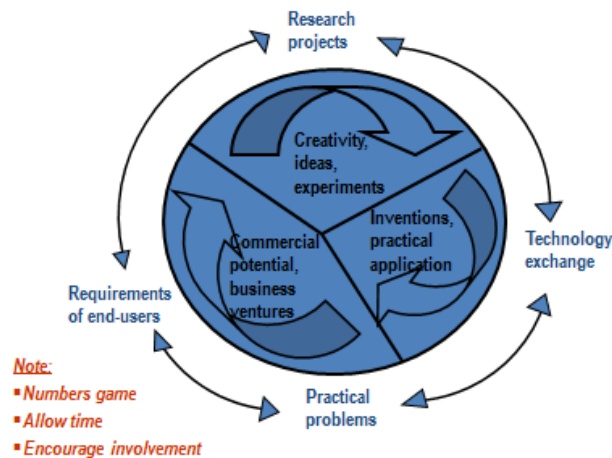 Research
projects
Creativity,
ideas,
experiments
Inventions,
practical
application
Commercial
potential,
business
ventures
Technology
exchange
Requirements
of end-users
Practical
problems
Note:
▪ Numbers game
▪ Allow time
▪ Encourage involvement